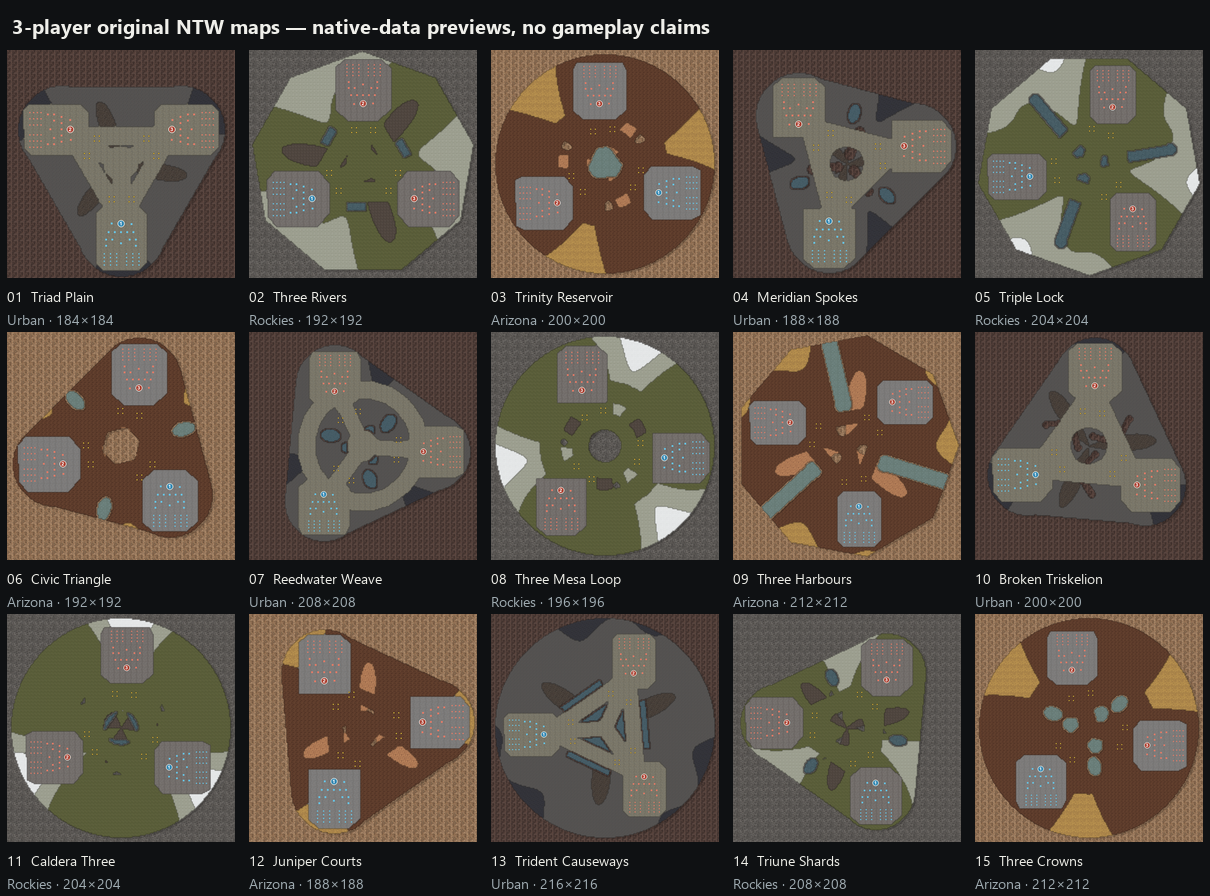 3-player original NTW maps — native-data previews, no gameplay claims
01 Triad Plain
Urban · 184×184
02 Three Rivers
Rockies · 192×192
03 Trinity Reservoir
Arizona · 200×200
04 Meridian Spokes
Urban · 188×188
05 Triple Lock
Rockies · 204×204
06 Civic Triangle
Arizona · 192×192
07 Reedwater Weave
Urban · 208×208
08 Three Mesa Loop
Rockies · 196×196
09 Three Harbours
Arizona · 212×212
10 Broken Triskelion
Urban · 200×200
11 Caldera Three
Rockies · 204×204
12 Juniper Courts
Arizona · 188×188
13 Trident Causeways
Urban · 216×216
14 Triune Shards
Rockies · 208×208
15 Three Crowns
Arizona · 212×212